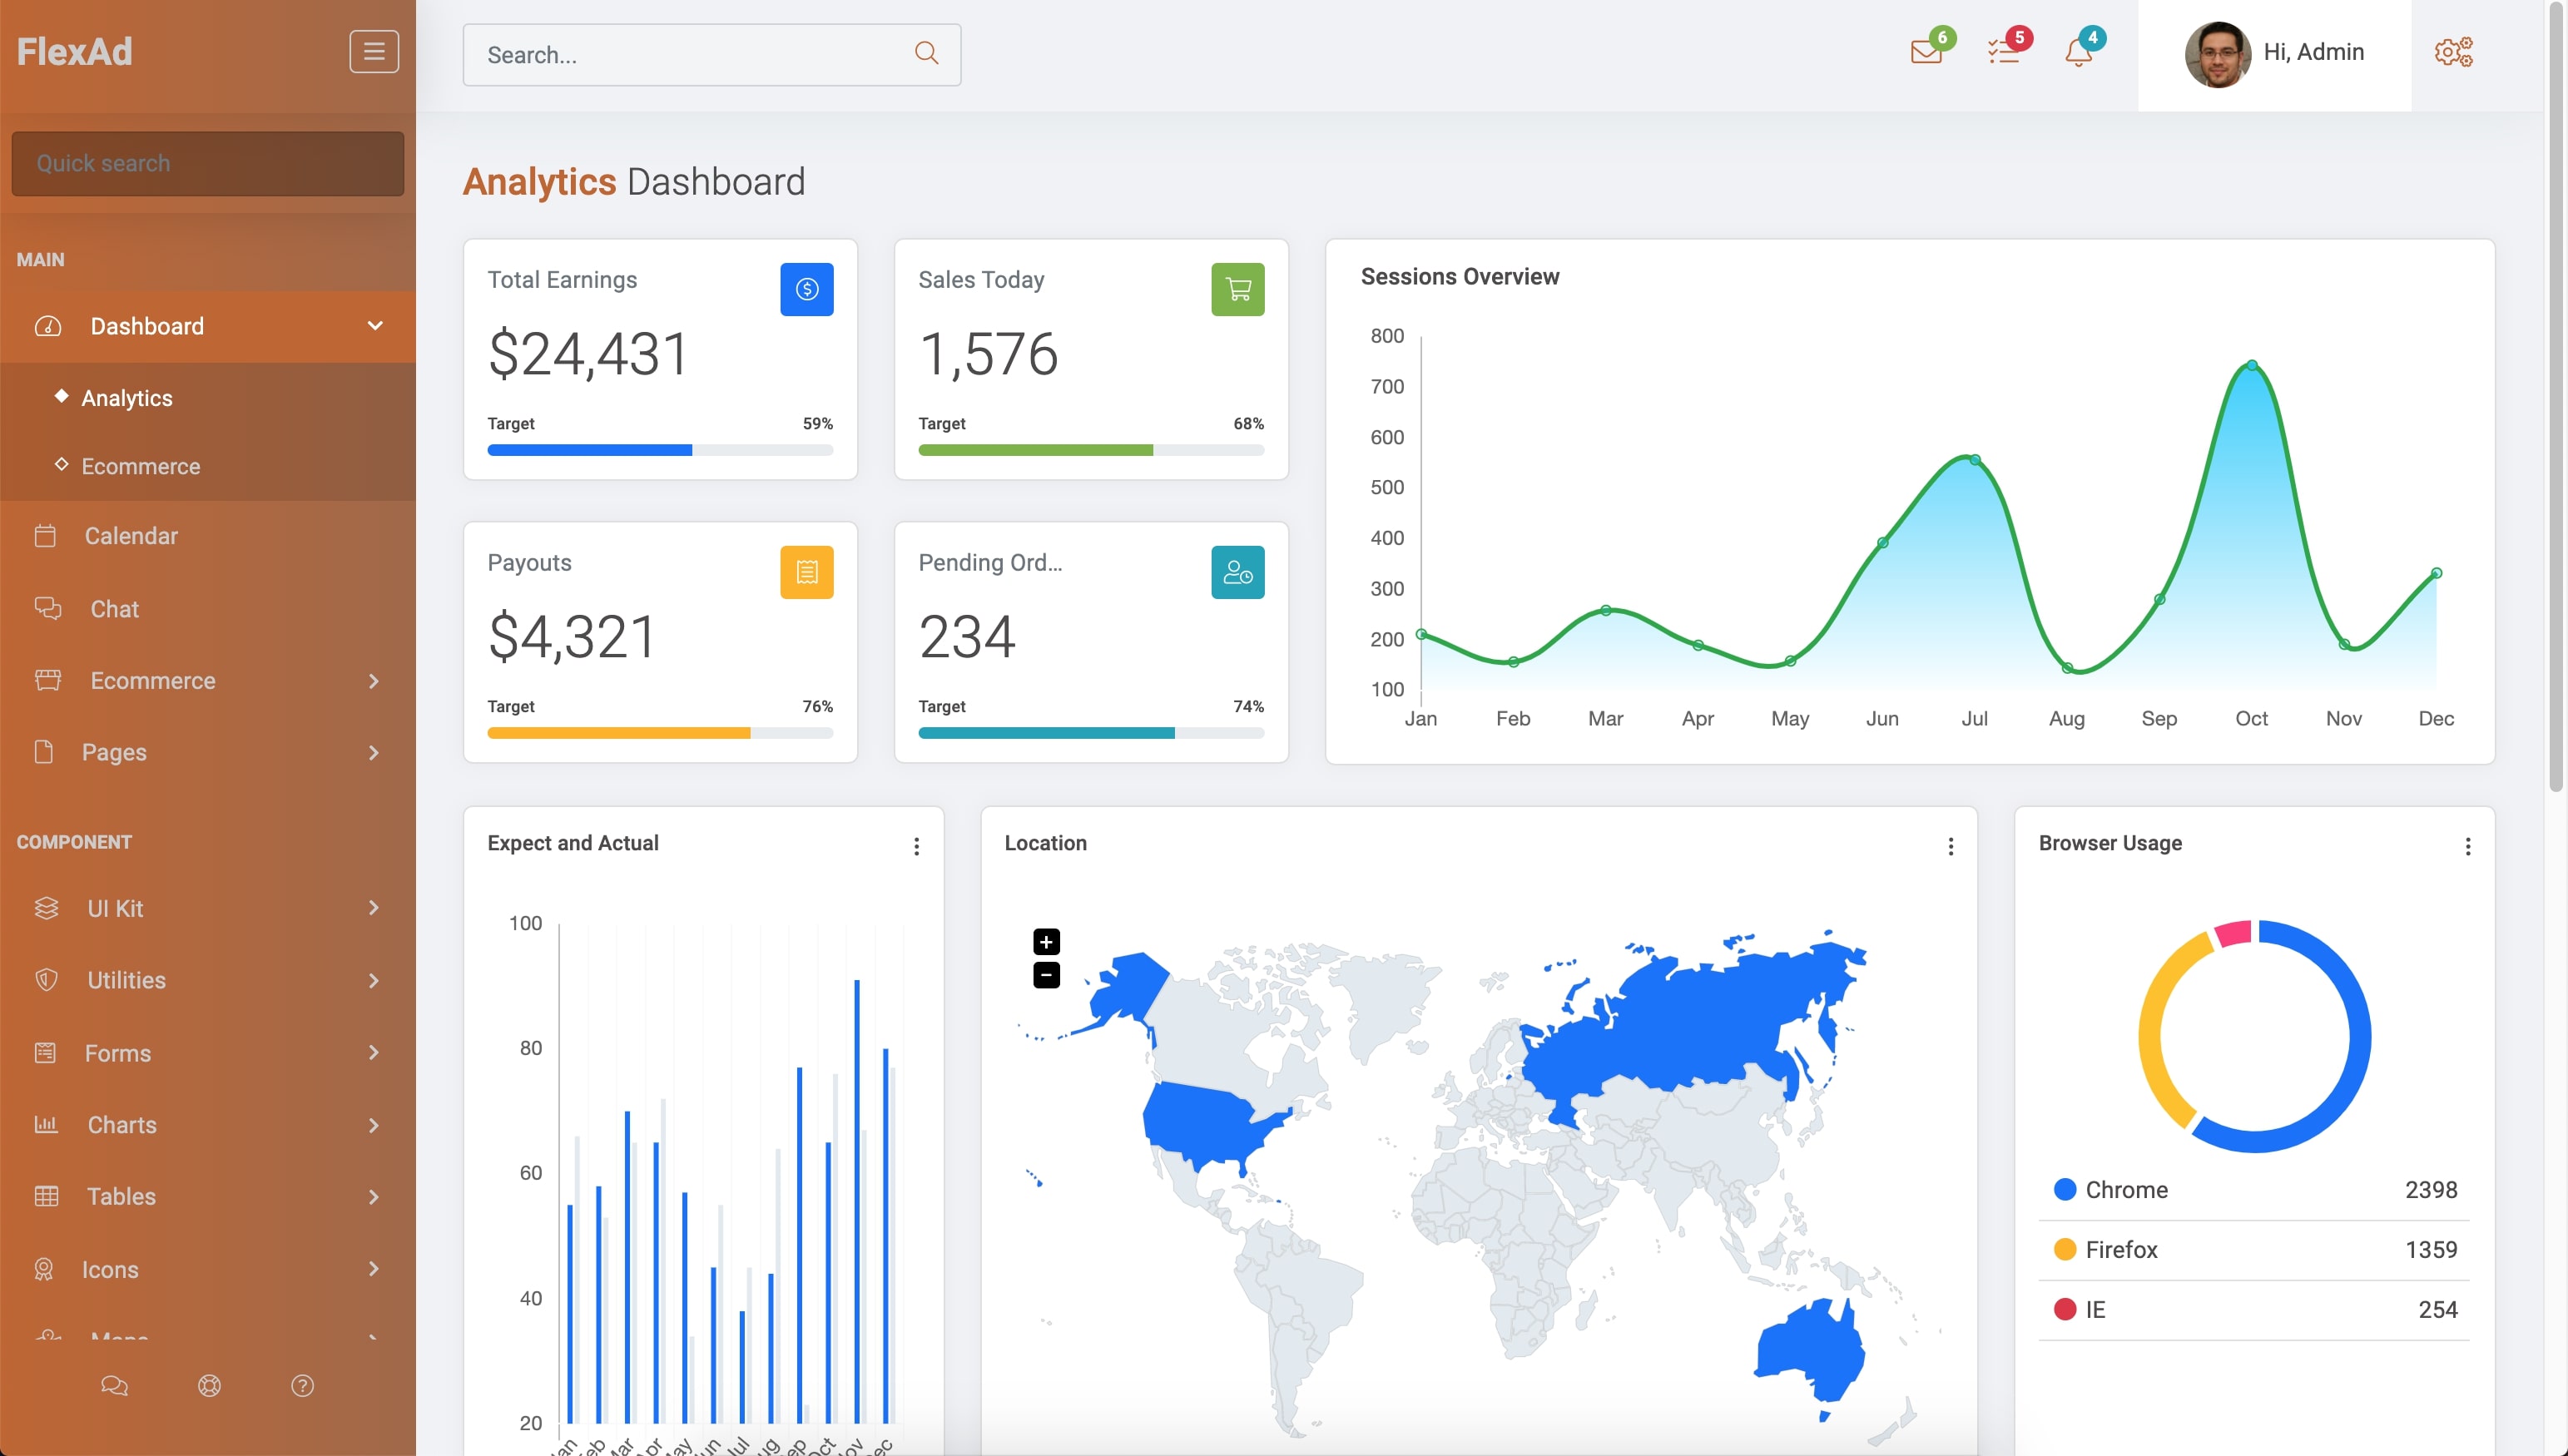 FlexAd
Quick search
MAIN
Dashboard
Analytics
Ecommerce
Calendar
Chat
Ecommerce
Pages
COMPONENT
UI Kit
Utilities
Forms
Charts
Tables
Icons
Search...
6
5
4
Hi, Admin
Analytics Dashboard
Total Earnings
$24,431
Target 59%
Sales Today
1,576
Target 68%
Payouts
$4,321
Target 76%
Pending Ord...
234
Target 74%
Sessions Overview
800
700
600
500
400
300
200
100
Jan Feb Mar Apr May Jun Jul Aug Sep Oct Nov Dec
Expect and Actual
100
80
60
40
20
Location
+
−
Browser Usage
Chrome 2398
Firefox 1359
IE 254